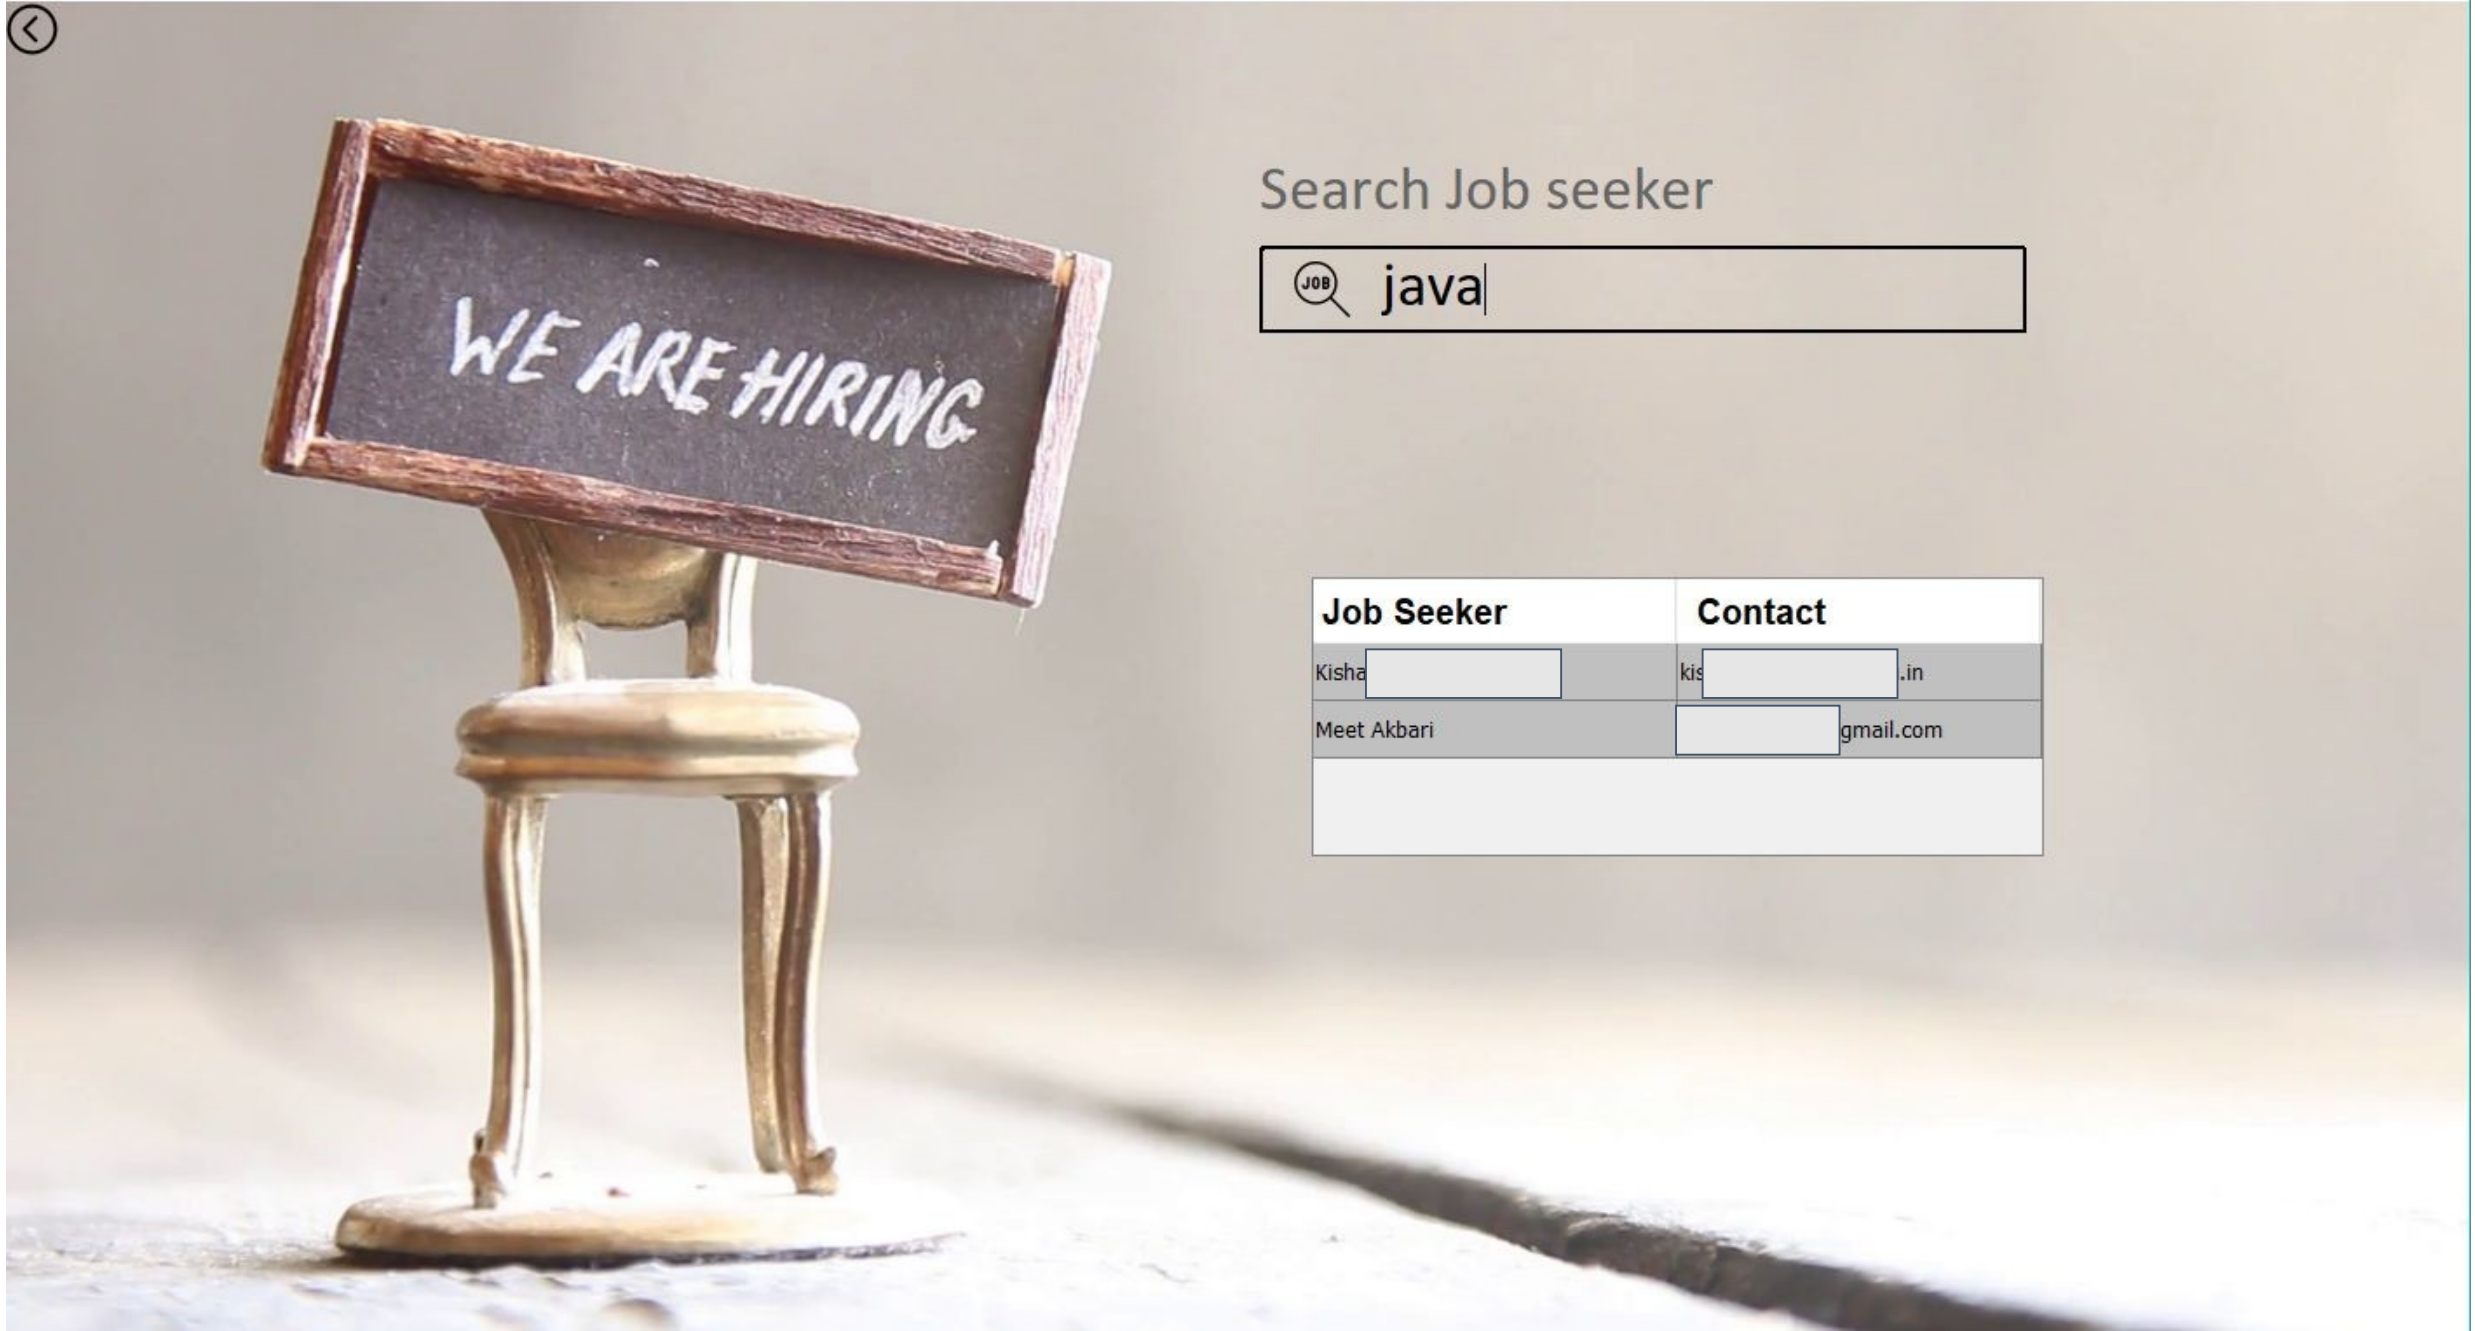 WE ARE HIRING
Search Job seeker
JOB java
Job Seeker Contact
Kisha kis .in
Meet Akbari gmail.com